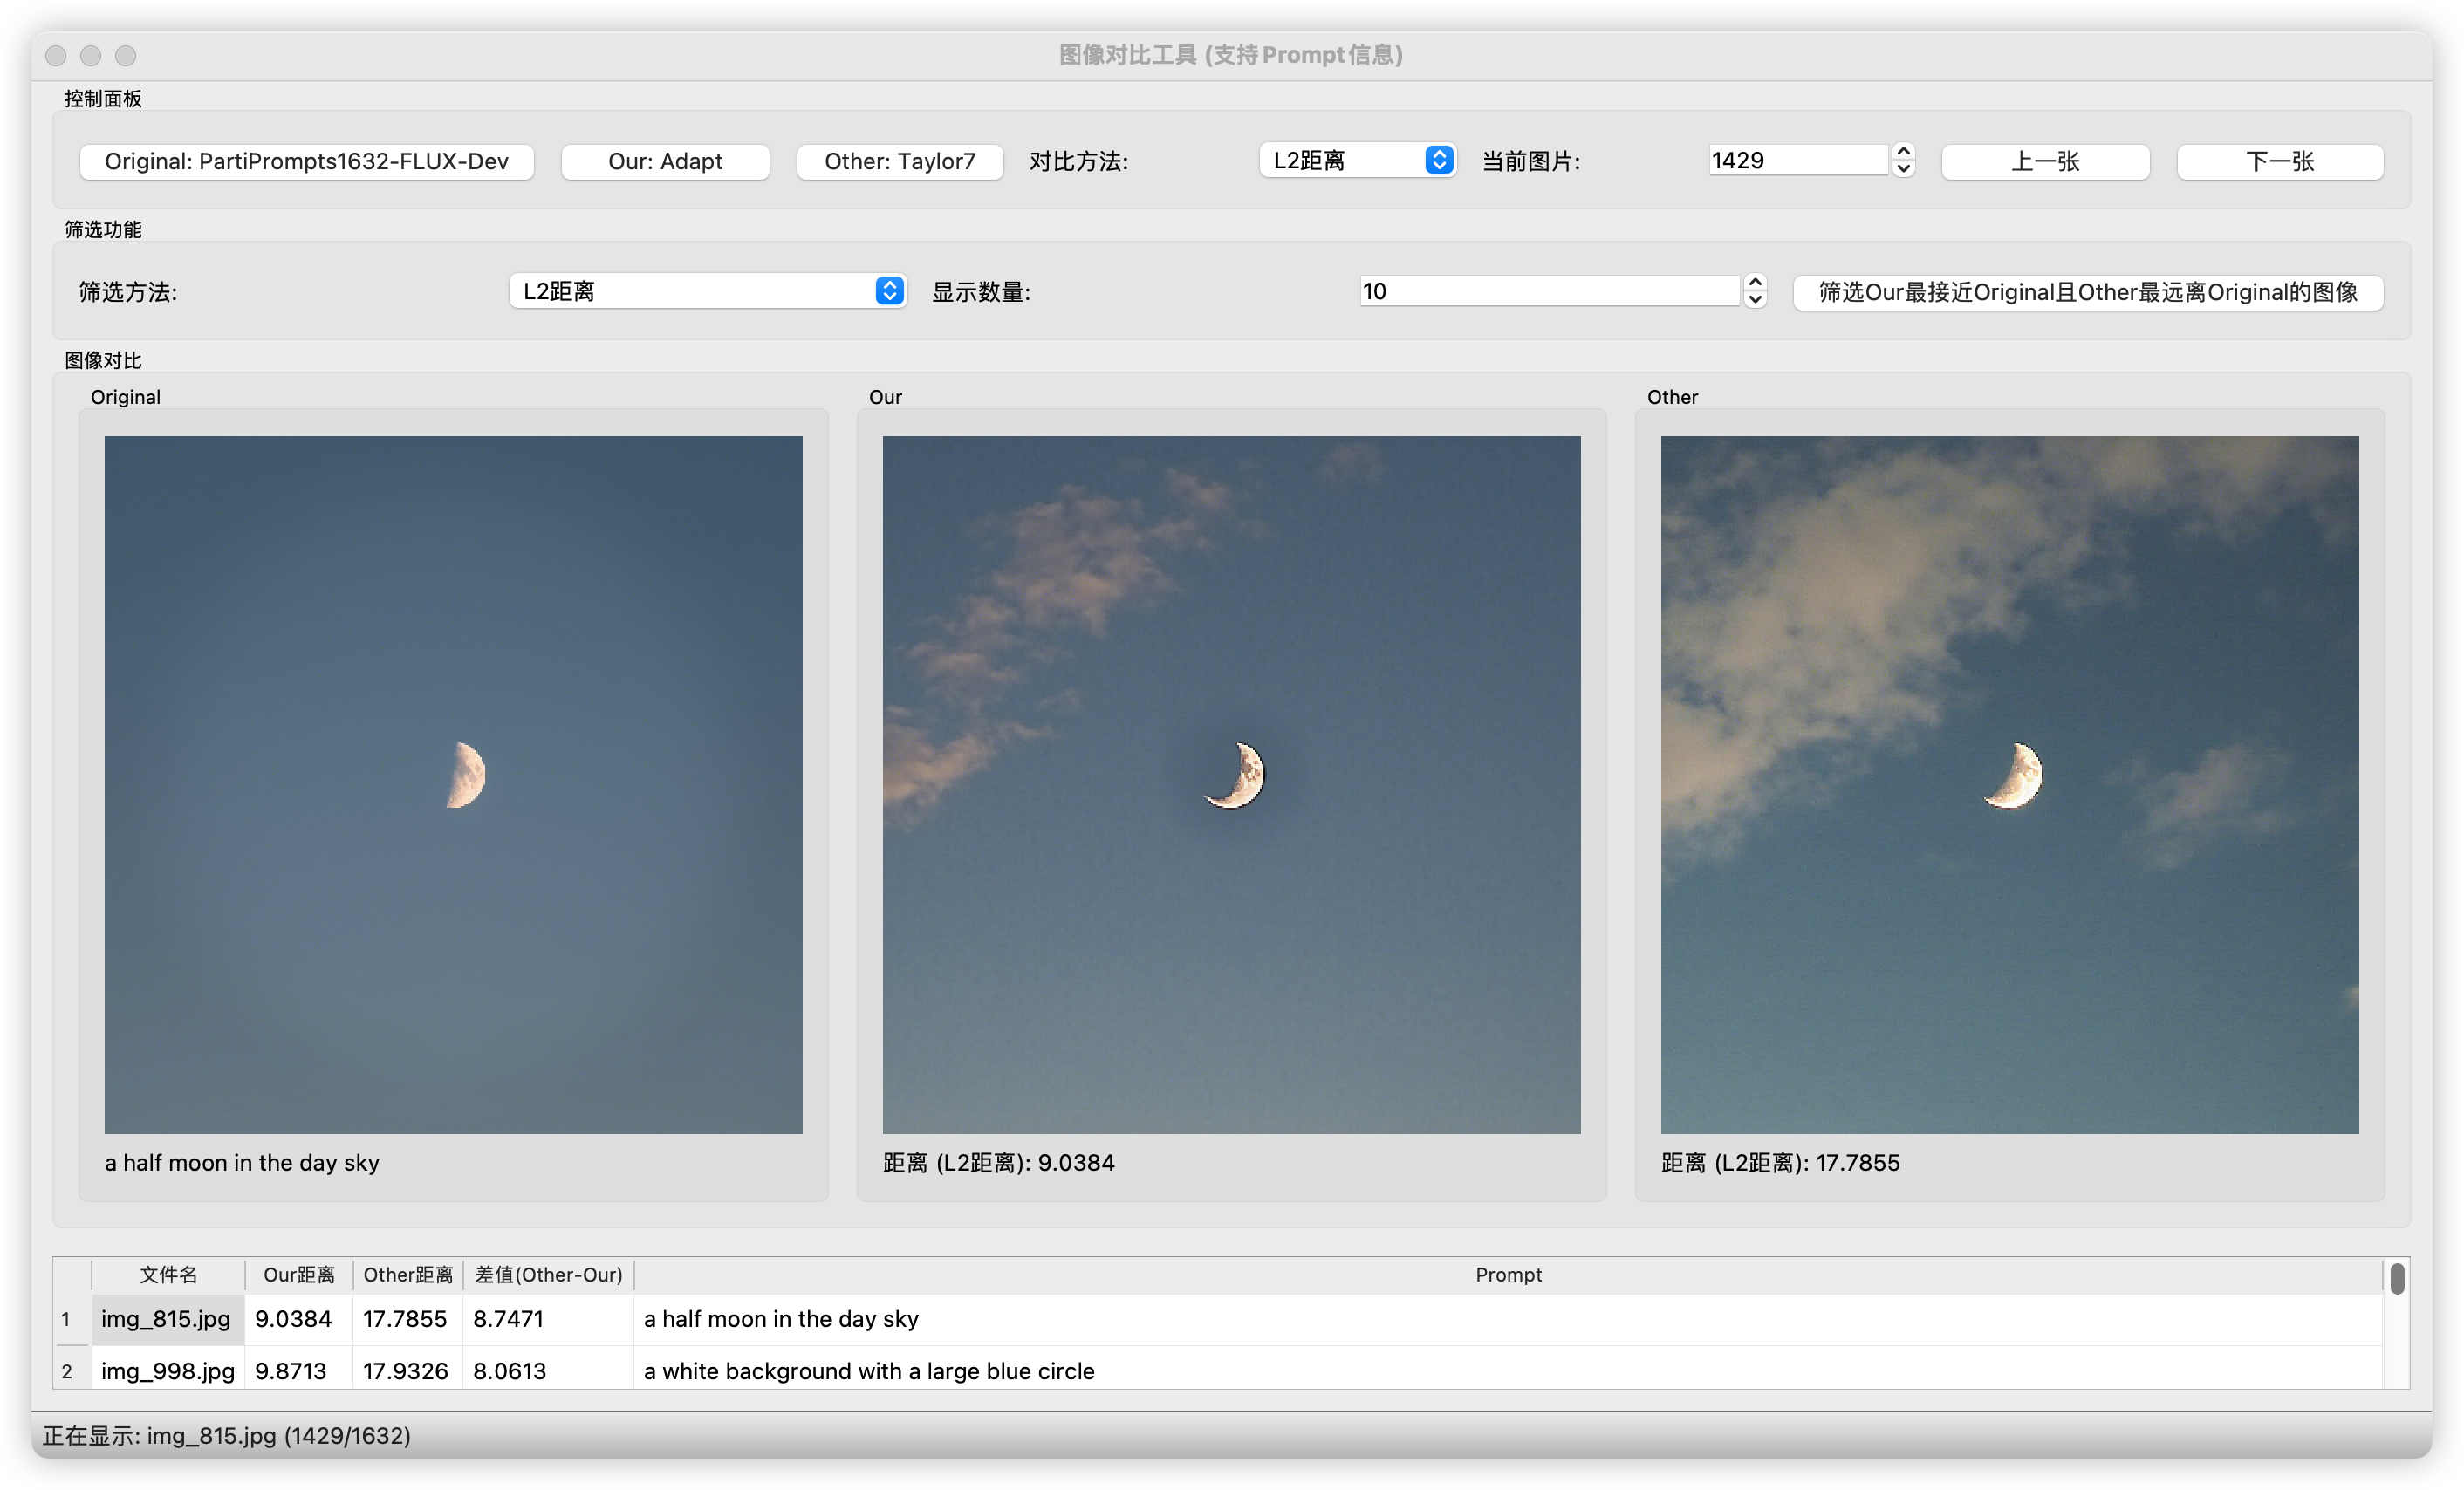 图像对比工具 (支持Prompt信息)
控制面板
Original: PartiPrompts1632-FLUX-Dev Our: Adapt Other: Taylor7 对比方法: L2距离 当前图片: 1429 上一张 下一张
筛选功能
筛选方法: L2距离 显示数量: 10 筛选Our最接近Original且Other最远离Original的图像
图像对比
Original Our Other
a half moon in the day sky 距离 (L2距离): 9.0384 距离 (L2距离): 17.7855
文件名 Our距离 Other距离 差值(Other-Our) Prompt
1 img_815.jpg 9.0384 17.7855 8.7471 a half moon in the day sky
2 img_998.jpg 9.8713 17.9326 8.0613 a white background with a large blue circle
正在显示: img_815.jpg (1429/1632)